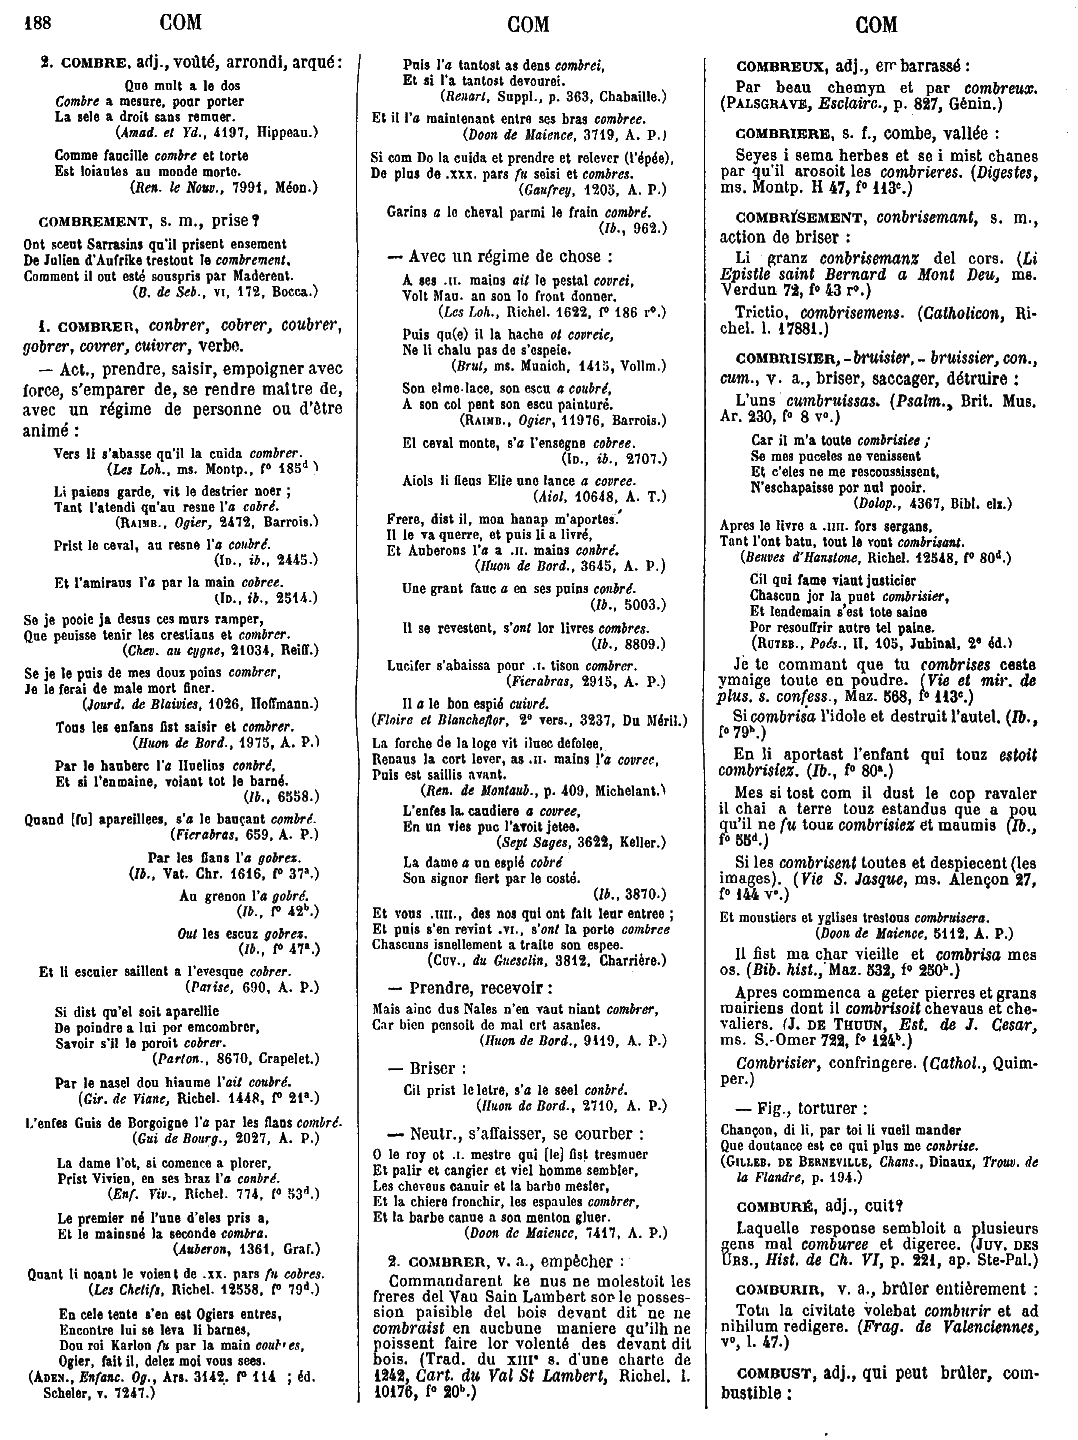 188 COM COM COM
2. COMBRE, adj., voûté, arrondi, arqué :
Que mult a le dos
Combre a mesure, pour porter
La sele a droit sans remuer.
(Amad. et Yd., 4197, Hippeau.)
Comme faucille combre et torte
Est loiautes au monde morte.
(Ren. le Nouv., 7991, Méon.)
COMBREMENT, s. m., prise ?
Ont sceut Sarrasins qu'il prisent ensement
De Julien d'Aufrike trestout le combrement,
Comment il out esté souspris par Maderent.
(B. de Seb., VI, 172, Bocca.)
1. COMBRER, conbrer, cobrer, coubrer,
gobrer, covrer, cuivrer, verbe.
— Act., prendre, saisir, empoigner avec
force, s'emparer de, se rendre maître de,
avec un régime de personne ou d'être
animé :
Vers li s'abasse qu'il la cuida combrer.
(Les Loh., ms. Montp., f° 185d.)
Li paiens garde, vit le destrier noer ;
Tant l'atendi qu'au resne l'a cobré.
(RAIMB., Ogier, 2472, Barrois.)
Prist le ceval, au resne l'a coubré.
(ID., ib., 2445.)
Et l'amiraus l'a par la main cobree.
(ID., ib., 2514.)
Se je pooie ja desus ces murs ramper,
Que peuisse tenir les crestians et combrer.
(Chev. au cygne, 21034, Reiff.)
Se je le puis de mes douz poins combrer,
Je le ferai de male mort finer.
(Jourd. de Blaivies, 1026, Hoffmann.)
Tous les enfans fist saisir et combrer.
(Huon de Bord., 1975, A. P.)
Par le hauberc l'a Huelins conbré,
Et si l'enmaine, voiant tot le barné.
(Ib., 6558.)
Quand [fu] apareillees, s'a le bauçant combré.
(Fierabras, 659, A. P.)
Par les flans l'a gobrez.
(Ib., Vat. Chr. 1616, f° 37a.)
Au grenon l'a gobré.
(Ib., f° 42b.)
Out les escuz gobrez.
(Ib., f° 47a.)
Et li escuier saillent a l'evesque cobrer.
(Parise, 690, A. P.)
Si dist qu'el soit aparellie
De poindre a lui por emcombrer,
Savoir s'il le poroit cobrer.
(Parton., 8670, Crapelet.)
Par le nasel dou hiaume l'ait coubré.
(Gir. de Viane, Richel. 1448, f° 21a.)
L'enfes Guis de Borgoigne l'a par les flans combré.
(Gui de Bourg., 2027, A. P.)
La dame l'ot, si comence a plorer,
Prist Vivien, en ses braz l'a conbré.
(Enf. Viv., Richel. 774, f° 53d.)
Le premier né l'une d'eles pris a,
Et le mainsné la seconde combra.
(Auberon, 1361, Graf.)
Quant li noant le voient de .XX. pars fu cobres.
(Les Chetifs, Richel. 12558, f° 79d.)
En cele tente s'en est Ogiers entres,
Encontre lui se leva li barnes,
Dou roi Karlon fu par la main coubres,
Ogier, fait il, delez moi vous sees.
(ADEN., Enfanc. Og., Ars. 3142, f° 114 ; éd.
Scheler, v. 7247.)
Puis l'a tantost as dens combrei,
Et si l'a tantost devourei.
(Renart, Suppl., p. 363, Chabaille.)
Et il l'a maintenant entre ses bras combree.
(Doon de Maience, 3719, A. P.)
Si com Do la cuida et prendre et relever (l'épée),
De plus de .XXX. pars fu seisi et combres.
(Gaufrey, 1205, A. P.)
Garins a le cheval parmi le frain combré.
(Ib., 962.)
— Avec un régime de chose :
A ses .II. mains ait le pestal covrei,
Volt Mau. an son lo front donner.
(Les Loh., Richel. 1622, f° 186 r°.)
Puis qu(e) il la hache ot covreie,
Ne li chalu pas de s'espeie.
(Brut, ms. Munich, 1415, Vollm.)
Son elme lace, son escu a coubré,
A son col pent son escu painturé.
(RAIMB., Ogier, 11976, Barrois.)
El ceval monte, s'a l'ensegne cobree.
(ID., ib., 2707.)
Aiols li fleus Elie une lance a covree.
(Aiol, 10648, A. T.)
Frere, dist il, mon hanap m'aportes.
Il le va querre, et puis li a livré,
Et Auberons l'a a .II. mains conbré.
(Huon de Bord., 3645, A. P.)
Une grant fauc a en ses puins conbré.
(Ib., 5003.)
Il se revestent, s'ont lor livres combres.
(Ib., 8809.)
Lucifer s'abaissa pour .I. tison combrer.
(Fierabras, 2915, A. P.)
Il a le bon espié cuivré.
(Floire et Blancheflor, 2e vers., 3237, Du Méril.)
La forche de la loge vit iluec defolee,
Renaus la cort lever, as .II. mains l'a covree,
Puis est saillis avant.
(Ren. de Montaub., p. 409, Michelant.)
L'enfes la caudiere a covree,
En un vies puc l'avoit jetee.
(Sept Sages, 3622, Keller.)
La dame a un espié cobré
Son signor fiert par le costé.
(Ib., 3870.)
Et vous .IIII., des nos qui ont fait leur entree ;
Et puis s'en revint .VI., s'ont la porte combree
Chascuns isnellement a traite son espee.
(CUV., du Guesclin, 3812, Charrière.)
— Prendre, recevoir :
Mais ainc dus Nales n'en vaut niant combrer,
Car bien pensoit de mal ert asanles.
(Huon de Bord., 9119, A. P.)
— Briser :
Cil prist le letre, s'a le seel conbré.
(Huon de Bord., 2710, A. P.)
— Neutr., s'affaisser, se courber :
O le roy ot .I. mestre qui [le] fist tresmuer
Et palir et cangier et viel homme sembler,
Les cheveus canuir et la barbe mesler,
Et la chiere fronchir, les espaules combrer,
Et la barbe canue a son menton gluer.
(Doon de Maience, 7417, A. P.)
2. COMBRER, v. a., empêcher :
Commandarent ke nus ne molestoit les
freres del Vau Sain Lambert sor le posses-
sion paisible del bois devant dit ne ne
combraist en aucbune maniere qu'ilh ne
poissent faire lor volenté des devant dit
bois. (Trad. du XIIIe s. d'une charte de
1242, Cart. du Val St Lambert, Richel. l.
10176, f° 20b.)
COMBREUX, adj., embarrassé :
Par beau chemyn et par combreux.
(PALSGRAVE, Esclairc., p. 827, Génin.)
COMBRIERE, s. f., combe, vallée :
Seyes i sema herbes et se i mist chanes
par qu'il arosoit les combrieres. (Digestes,
ms. Montp. H 47, f° 113c.)
COMBRISEMENT, conbrisemant, s. m.,
action de briser :
Li granz conbrisemanz del cors. (Li
Epistle saint Bernard a Mont Deu, ms.
Verdun 72, f° 43 r°.)
Trictio, combrisemens. (Catholicon, Ri-
chel. l. 17881.)
COMBRISIER, -bruisier, - bruissier, con.,
cum., v. a., briser, saccager, détruire :
L'uns cumbruissas. (Psalm., Brit. Mus.
Ar. 230, f° 8 v°.)
Car il m'a toute combrisiee ;
Se mes puceles ne venissent
Et c'eles ne me rescoussissent,
N'eschapaisse por nul pooir.
(Dolop., 4367, Bibl. elz.)
Apres le livre a .IIII. fors sergans,
Tant l'ont batu, tout le vont combrisant.
(Beuves d'Hanstone, Richel. 12548, f° 80d.)
Cil qui fame viaut justicier
Chascun jor la puet combrisier,
Et lendemain s'est tote saine
Por resouffrir autre tel paine.
(RUTEB., Poés., II, 105, Jubinal, 2e éd.)
Je te commant que tu combrises ceste
ymaige toute en poudre. (Vie et mir. de
plus. s. confess., Maz. 568, f° 113c.)
Si combrisa l'idole et destruit l'autel. (Ib.,
f° 79b.)
En li aportast l'enfant qui touz estoit
combrisiez. (Ib., f° 80a.)
Mes si tost com il dust le cop ravaler
il chai a terre touz estandus que a pou
qu'il ne fu touz combrisiez et maumis (Ib.,
f° 55d.)
Si les combrisent toutes et despiecent (les
images). (Vie S. Jasque, ms. Alençon 27,
f° 144 v°.)
Et moustiers et yglises trestous combruisera.
(Doon de Maience, 5112, A. P.)
Il fist ma char vieille et combrisa mes
os. (Bib. hist., Maz. 532, f° 250b.)
Apres commenca a geter pierres et grans
mairiens dont il combrisoit chevaus et che-
valiers. (J. DE THUUN, Est. de J. Cesar,
ms. S.-Omer 722, f° 124b.)
Combrisier, confringere. (Cathol., Quim-
per.)
— Fig., torturer :
Chançon, di li, par toi li vueil mander
Que doutance est ce qui plus me conbrise.
(GILLEB. DE BERNEVILLE, Chans., Dinaux, Trouv. de
la Flandre, p. 194.)
COMBURÉ, adj., cuit ?
Laquelle response sembloit a plusieurs
gens mal comburee et digeree. (JUV. DES
URS., Hist. de Ch. VI, p. 221, ap. Ste-Pal.)
COMBURIR, v. a., brûler entièrement :
Totu la civitate volebat comburir et ad
nihilum redigere. (Frag. de Valenciennes,
v°, l. 47.)
COMBUST, adj., qui peut brûler, com-
bustible :